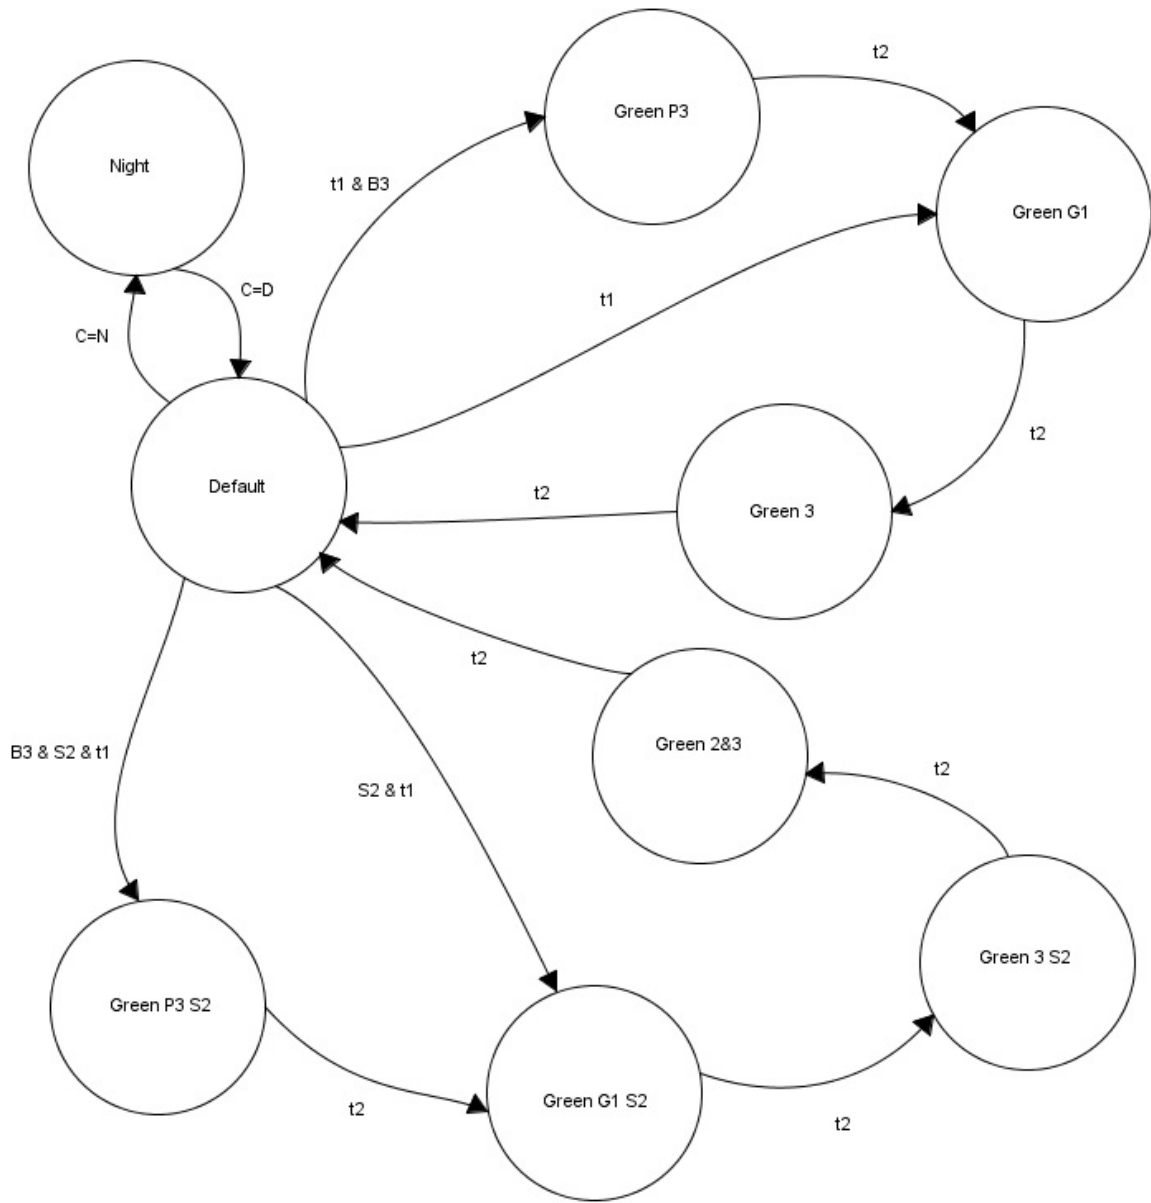 t2
Green P3
Night
t1 & B3
Green G1
C=D
t1
C=N
t2
Default
t2
Green 3
t2
Green 2&3
B3 & S2 & t1
S2 & t1
t2
Green 3 S2
Green P3 S2
Green G1 S2
t2
t2